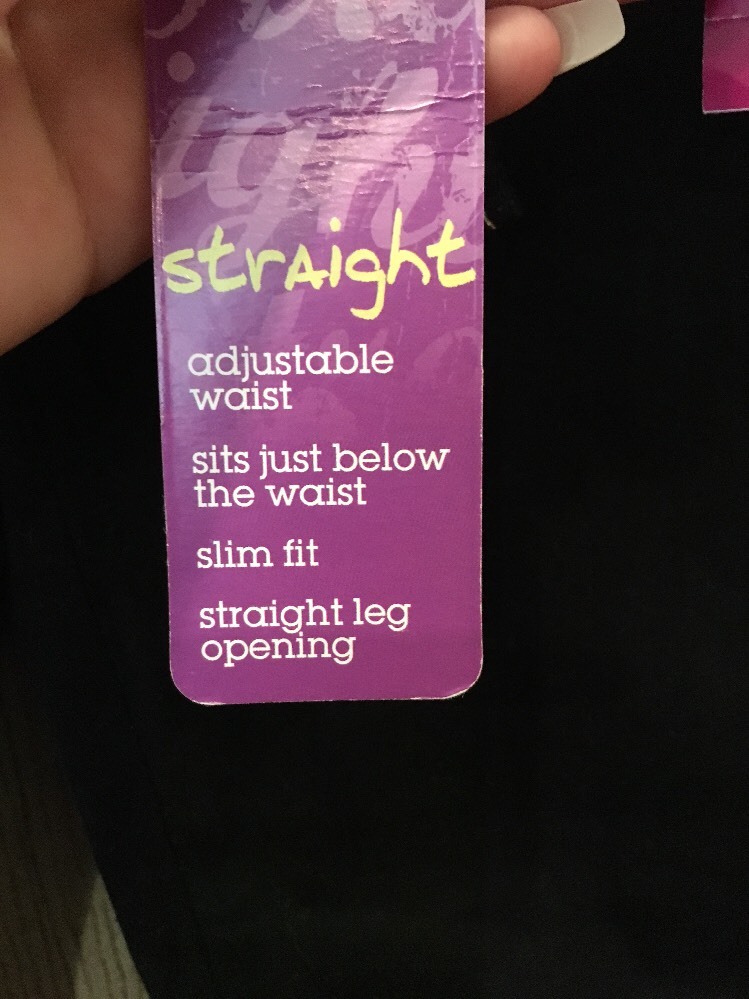 straight
adjustable
waist
sits just below
the waist
slim fit
straight leg
opening